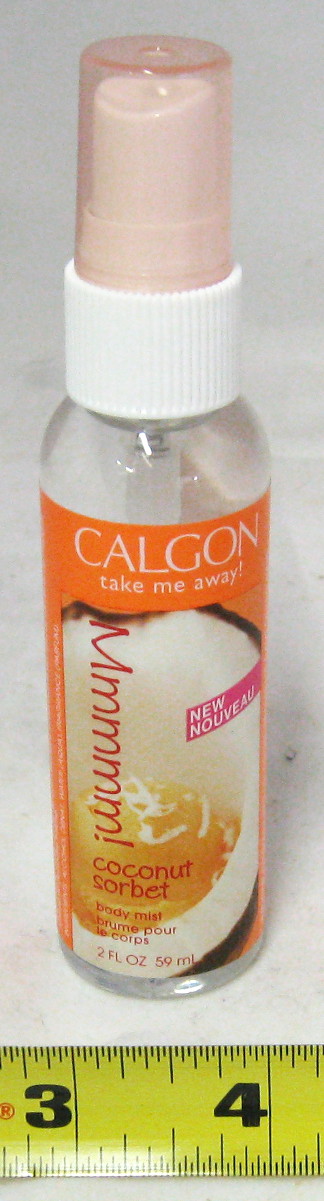 CALGON
take me away!
Mmmmm!
NEW
NOUVEAU
coconut
sorbet
body mist
brume pour
le corps
2 FL OZ 59 mL
® 3 4